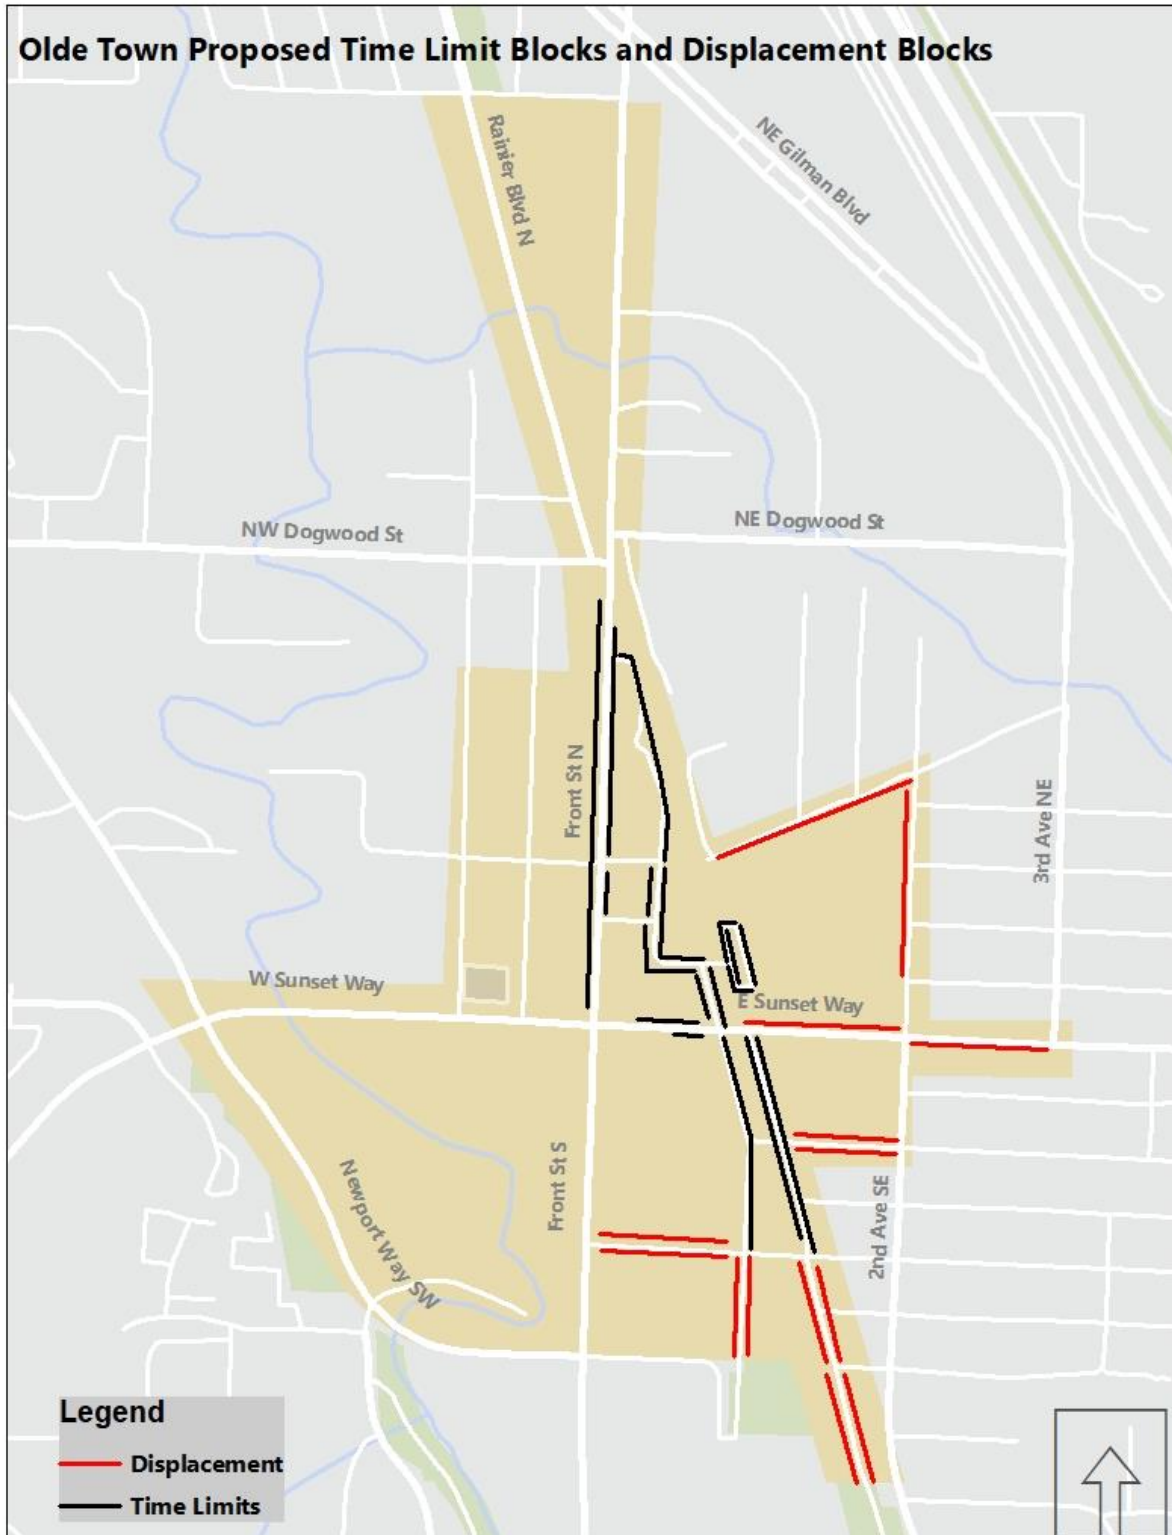 Olde Town Proposed Time Limit Blocks and Displacement Blocks
Rainier Blvd N
NE Gilman Blvd
NW Dogwood St
NE Dogwood St
Front St N
3rd Ave NE
W Sunset Way
E Sunset Way
Front St S
Newport Way SW
2nd Ave SE
Legend
Displacement
Time Limits